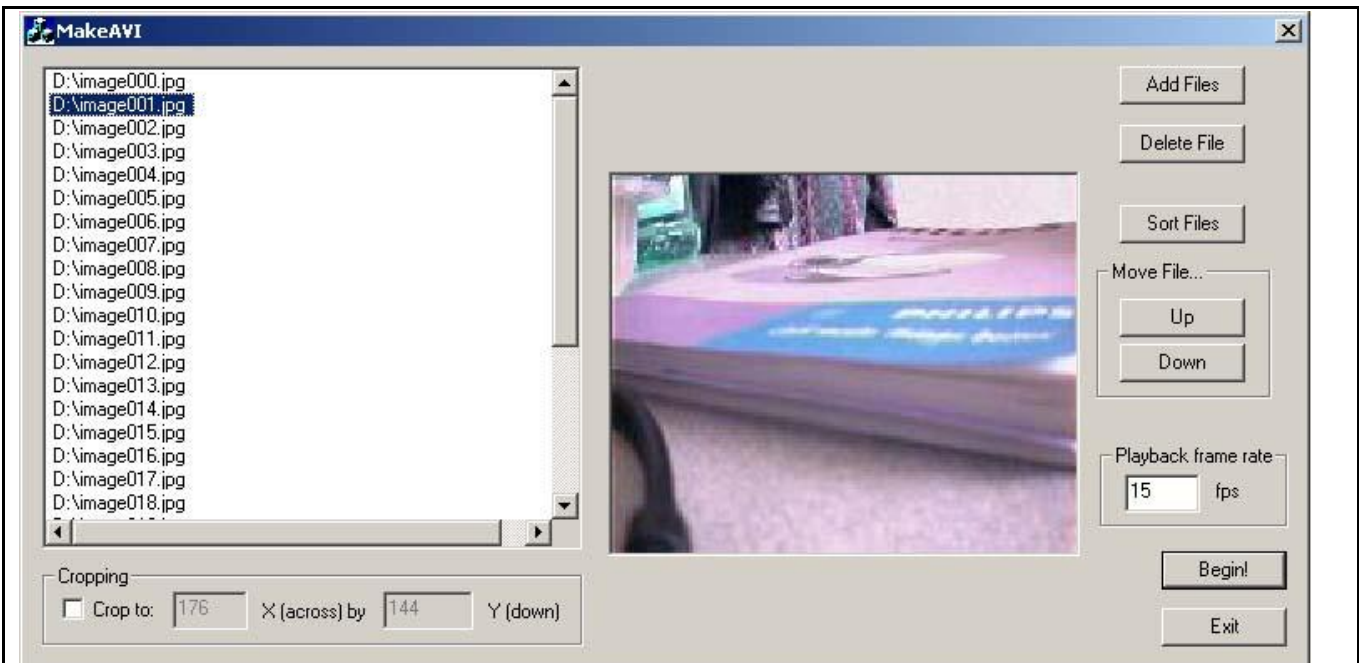 MakeAVI
D:\image000.jpg
D:\image001.jpg
D:\image002.jpg
D:\image003.jpg
D:\image004.jpg
D:\image005.jpg
D:\image006.jpg
D:\image007.jpg
D:\image008.jpg
D:\image009.jpg
D:\image010.jpg
D:\image011.jpg
D:\image012.jpg
D:\image013.jpg
D:\image014.jpg
D:\image015.jpg
D:\image016.jpg
D:\image017.jpg
D:\image018.jpg
Cropping
Crop to: 176 X (across) by 144 Y (down)
PHILIPS
Add Files
Delete File
Sort Files
Move File...
Up
Down
Playback frame rate
15 fps
Begin!
Exit